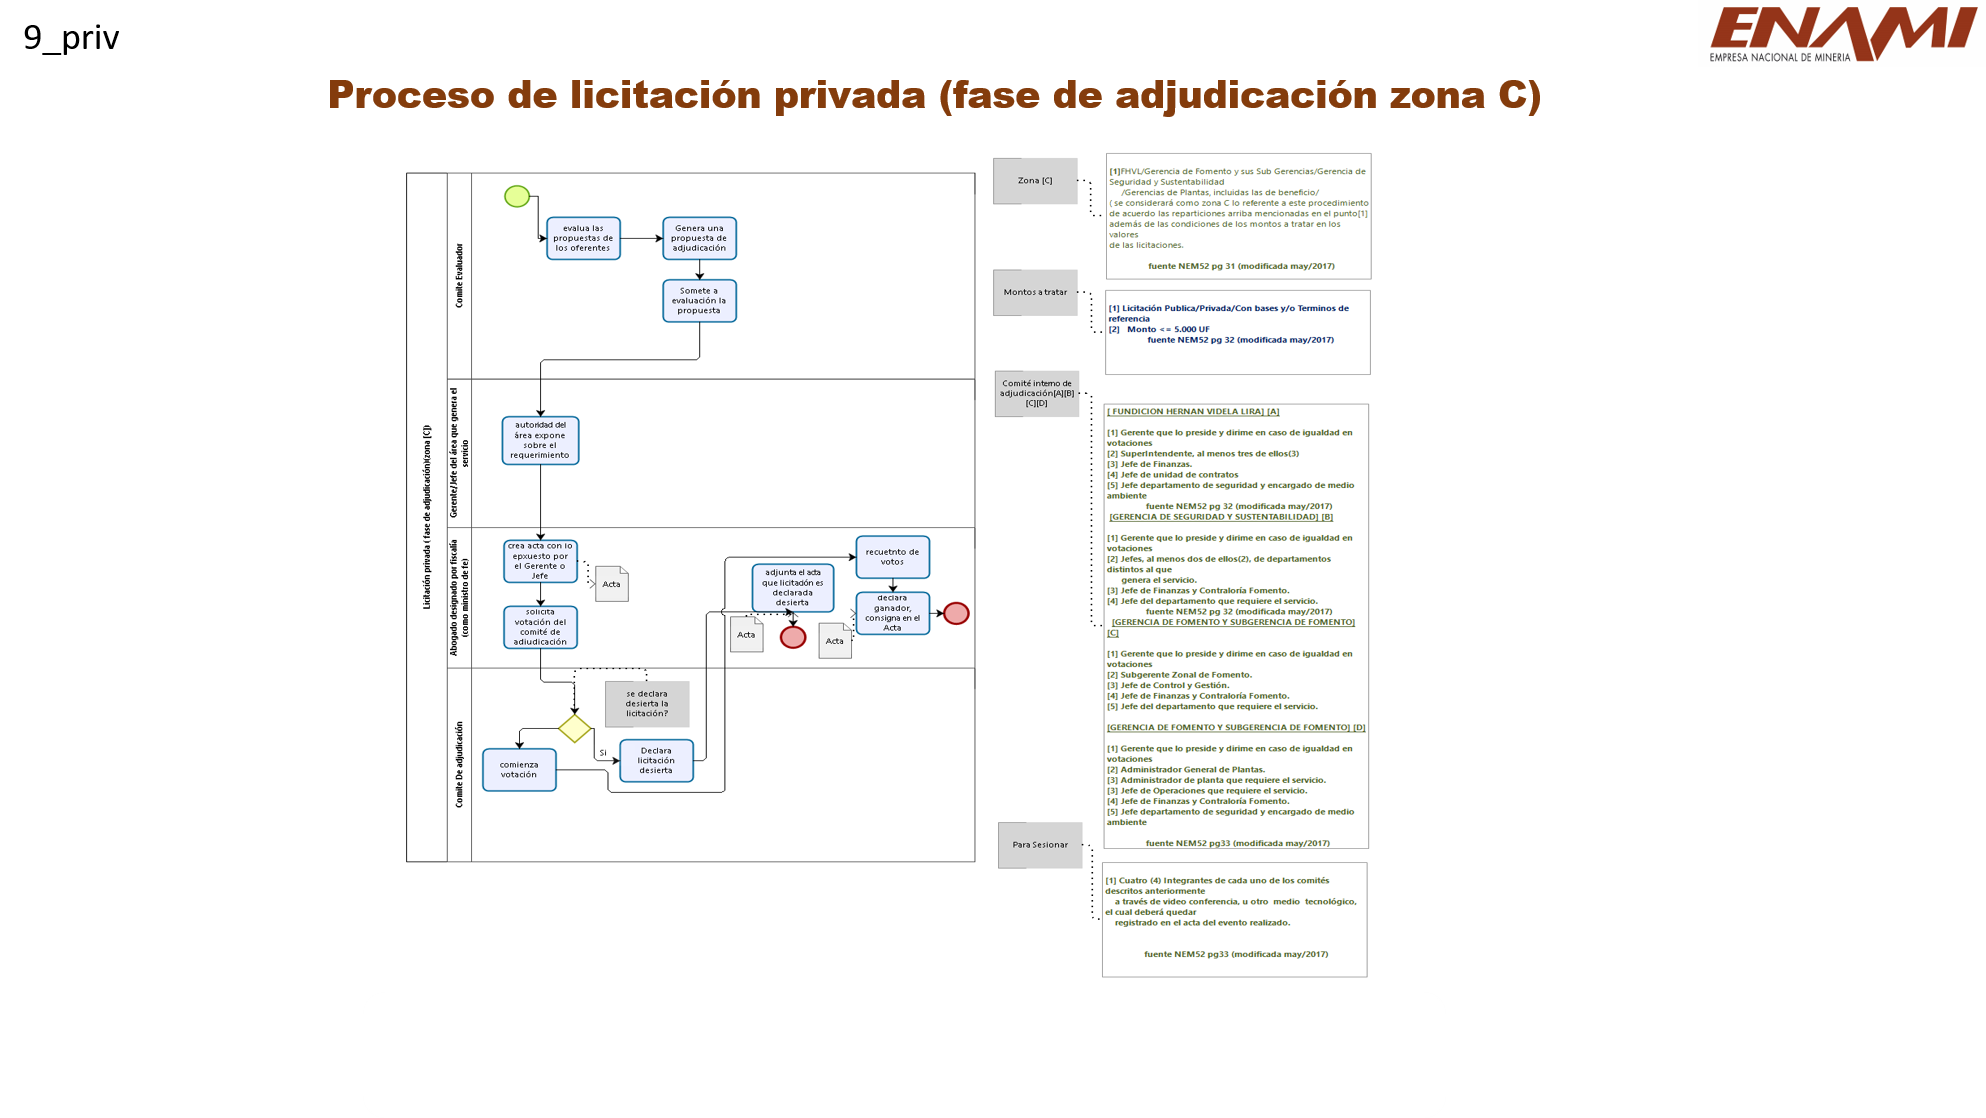 9_priv
ENAMI
EMPRESA NACIONAL DE MINERIA
Proceso de licitación privada (fase de adjudicación zona C)
Licitación privada ( fase de adjudicación)(zona [C])
Comite Evaluador
evalua las
propuestas de
los oferentes
Genera una
propuesta de
adjudicación
Somete a
evaluación la
propuesta
Gerente/Jefe del área que genera el
servicio
autoridad del
área expone
sobre el
requerimiento
Abogado designado por fiscalía
(como ministro de fe)
crea acta con lo
epxuesto por
el Gerente o
Jefe
Acta
solicita
votación del
comité de
adjudicación
adjunta el acta
que licitación es
declarada
desierta
Acta
recuetnto de
votos
declara
ganador,
consigna en el
Acta
Acta
Comite De adjudicación
se declara
desierta la
licitación?
Si
comienza
votación
Declara
licitación
desierta
Zona [C]
[1]FHVL/Gerencia de Fomento y sus Sub Gerencias/Gerencia de
Seguridad y Sustentabilidad
/Gerencias de Plantas, incluidas las de beneficio/
( se considerará como zona C lo referente a este procedimiento
de acuerdo las reparticiones arriba mencionadas en el punto[1]
además de las condiciones de los montos a tratar en los
valores
de las licitaciones.
fuente NEM52 pg 31 (modificada may/2017)
Montos a tratar
[1] Licitación Publica/Privada/Con bases y/o Terminos de
referencia
[2] Monto <= 5.000 UF
fuente NEM52 pg 32 (modificada may/2017)
Comité interno de
adjudicación[A][B]
[C][D]
[ FUNDICION HERNAN VIDELA LIRA] [A]
[1] Gerente que lo preside y dirime en caso de igualdad en
votaciones
[2] SuperIntendente, al menos tres de ellos(3)
[3] Jefe de Finanzas.
[4] Jefe de unidad de contratos
[5] Jefe departamento de seguridad y encargado de medio
ambiente
fuente NEM52 pg 32 (modificada may/2017)
[GERENCIA DE SEGURIDAD Y SUSTENTABILIDAD] [B]
[1] Gerente que lo preside y dirime en caso de igualdad en
votaciones
[2] Jefes, al menos dos de ellos(2), de departamentos
distintos al que
genera el servicio.
[3] Jefe de Finanzas y Contraloría Fomento.
[4] Jefe del departamento que requiere el servicio.
fuente NEM52 pg 32 (modificada may/2017)
[GERENCIA DE FOMENTO Y SUBGERENCIA DE FOMENTO]
[C]
[1] Gerente que lo preside y dirime en caso de igualdad en
votaciones
[2] Subgerente Zonal de Fomento.
[3] Jefe de Control y Gestión.
[4] Jefe de Finanzas y Contraloría Fomento.
[5] Jefe del departamento que requiere el servicio.
[GERENCIA DE FOMENTO Y SUBGERENCIA DE FOMENTO] [D]
[1] Gerente que lo preside y dirime en caso de igualdad en
votaciones
[2] Administrador General de Plantas.
[3] Administrador de planta que requiere el servicio.
[3] Jefe de Operaciones que requiere el servicio.
[4] Jefe de Finanzas y Contraloría Fomento.
[5] Jefe departamento de seguridad y encargado de medio
ambiente
fuente NEM52 pg33 (modificada may/2017)
Para Sesionar
[1] Cuatro (4) Integrantes de cada uno de los comités
descritos anteriormente
a través de video conferencia, u otro medio tecnológico,
el cual deberá quedar
registrado en el acta del evento realizado.
fuente NEM52 pg33 (modificada may/2017)